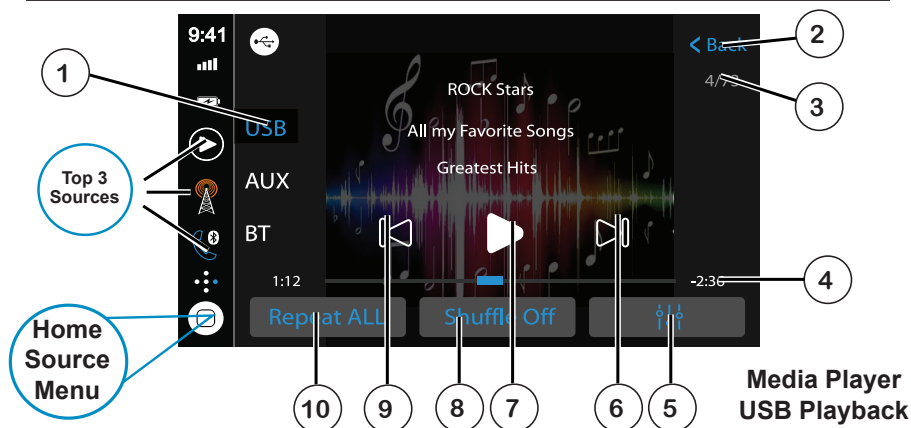 9:41
1
2
< Back
3
4/73
ROCK Stars
USB
All my Favorite Songs
Greatest Hits
Top 3
Sources
AUX
BT
1:12
-2:36
4
Repeat ALL
Shuffle Off
Home
Source
Menu
10
9
8
7
6
5
Media Player
USB Playback